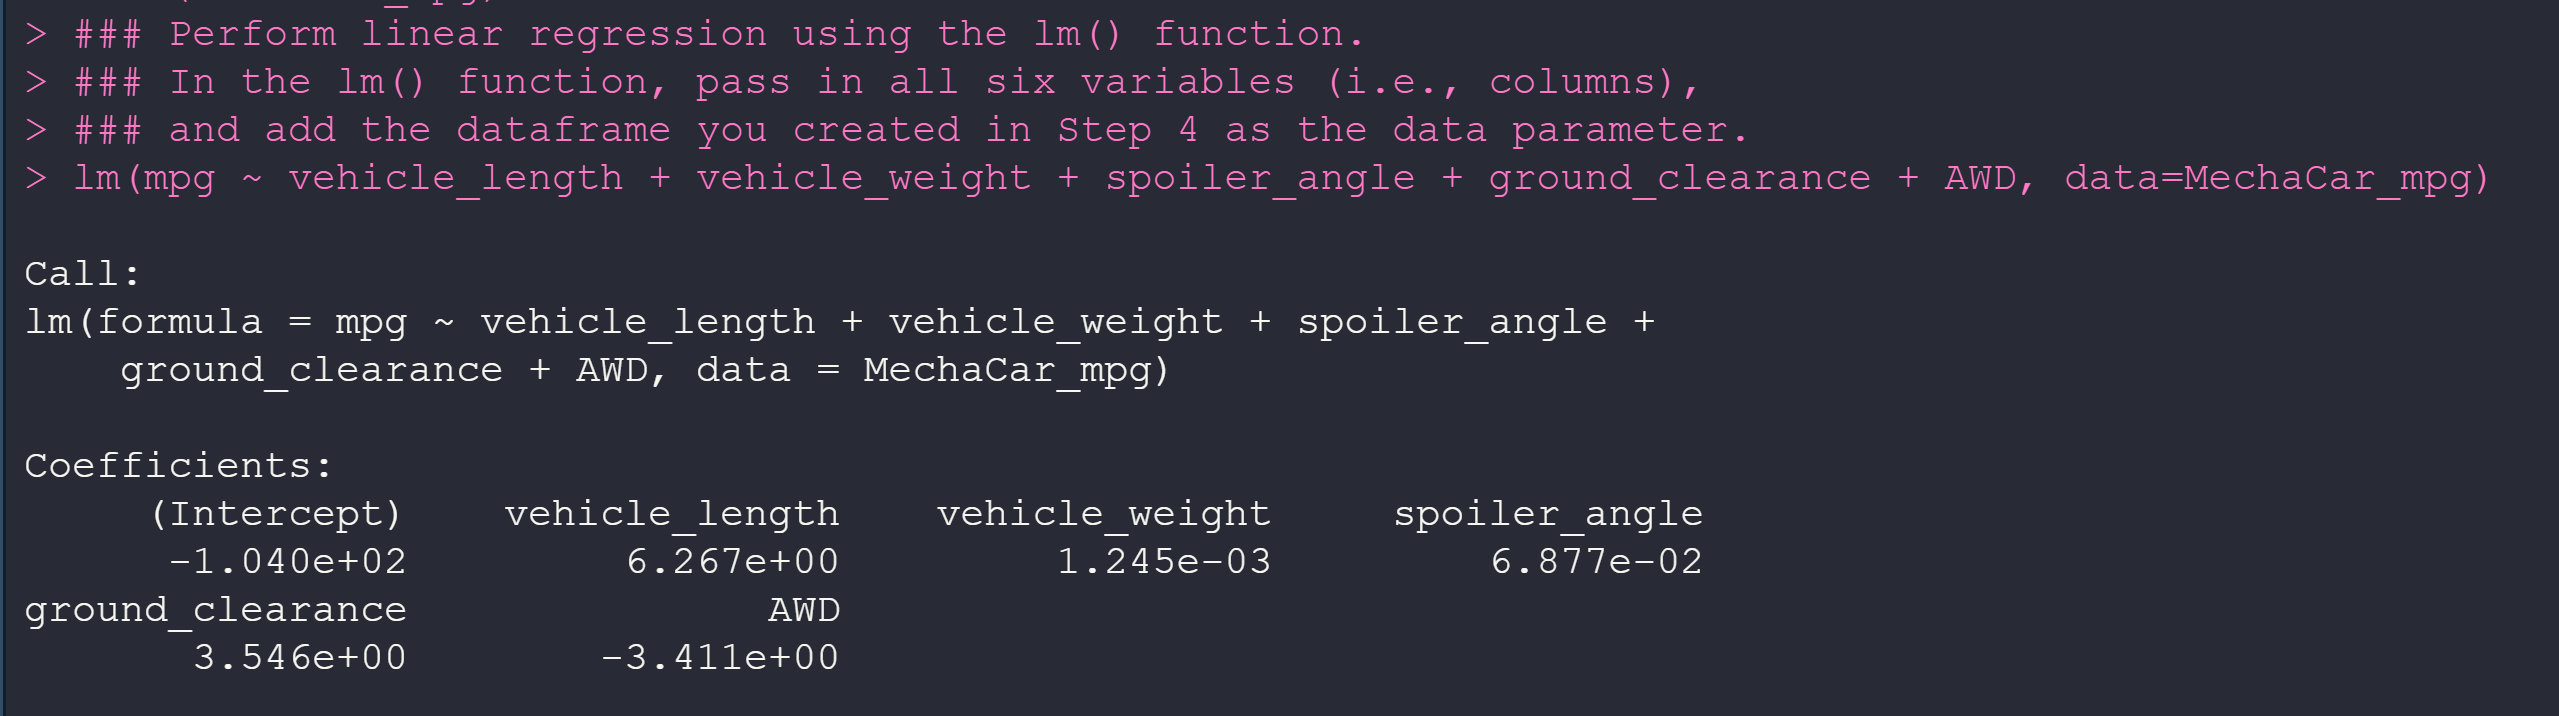 > ### Perform linear regression using the lm() function.
> ### In the lm() function, pass in all six variables (i.e., columns),
> ### and add the dataframe you created in Step 4 as the data parameter.
> lm(mpg ~ vehicle_length + vehicle_weight + spoiler_angle + ground_clearance + AWD, data=MechaCar_mpg)
Call:
lm(formula = mpg ~ vehicle_length + vehicle_weight + spoiler_angle +
    ground_clearance + AWD, data = MechaCar_mpg)
Coefficients:
     (Intercept)    vehicle_length    vehicle_weight     spoiler_angle
      -1.040e+02         6.267e+00         1.245e-03         6.877e-02
ground_clearance               AWD
       3.546e+00        -3.411e+00